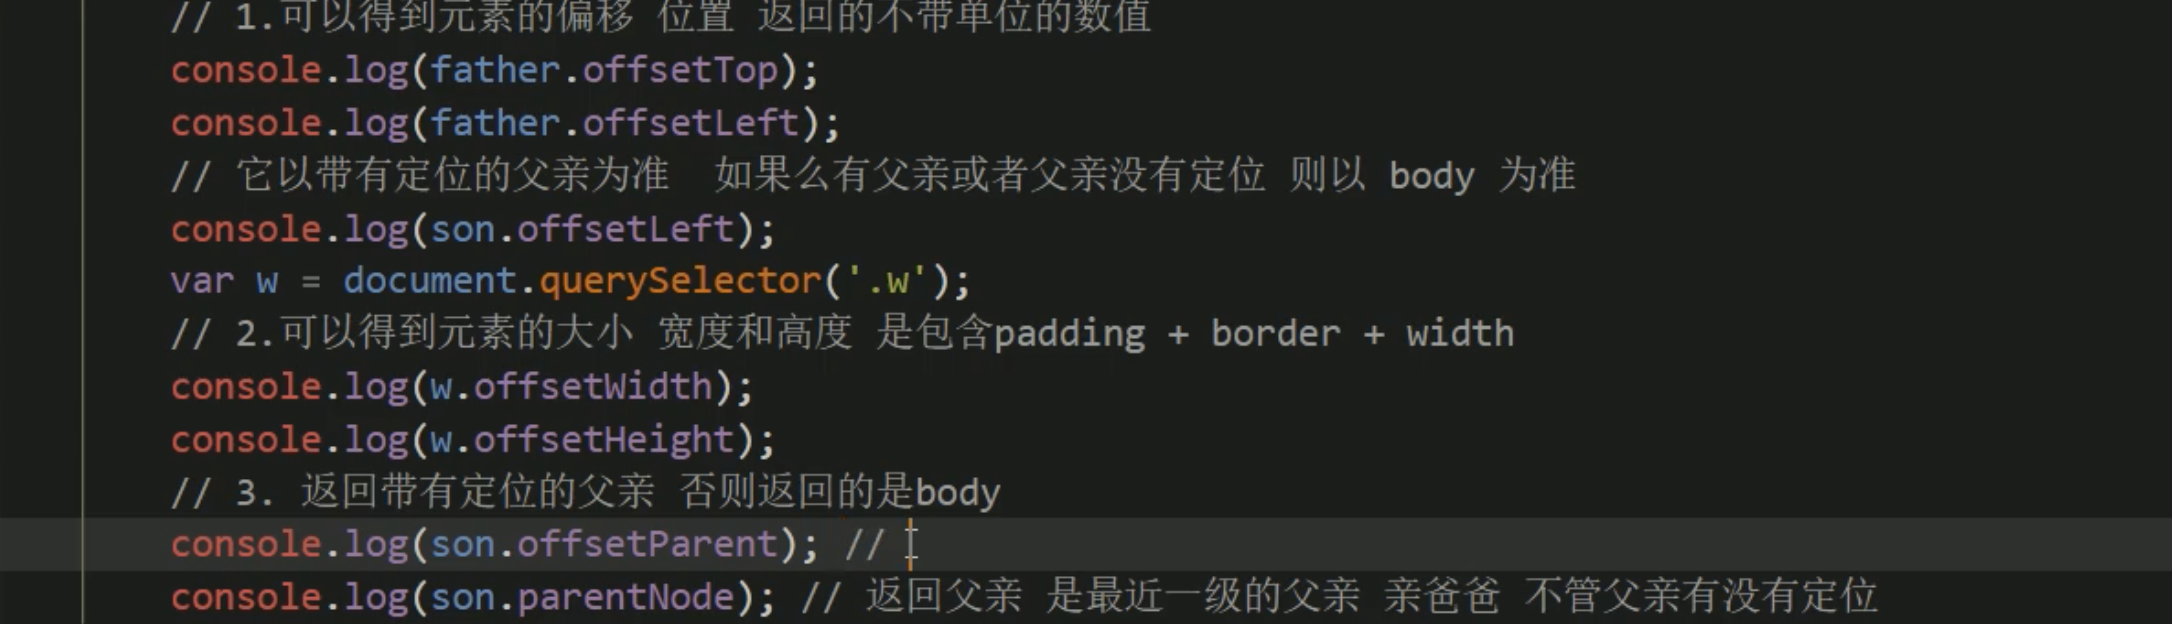 // 1.可以得到元素的偏移 位置 返回的不带单位的数值
console.log(father.offsetTop);
console.log(father.offsetLeft);
// 它以带有定位的父亲为准  如果么有父亲或者父亲没有定位 则以 body 为准
console.log(son.offsetLeft);
var w = document.querySelector('.w');
// 2.可以得到元素的大小 宽度和高度 是包含padding + border + width
console.log(w.offsetWidth);
console.log(w.offsetHeight);
// 3. 返回带有定位的父亲 否则返回的是body
console.log(son.offsetParent); //
console.log(son.parentNode); // 返回父亲 是最近一级的父亲 亲爸爸 不管父亲有没有定位